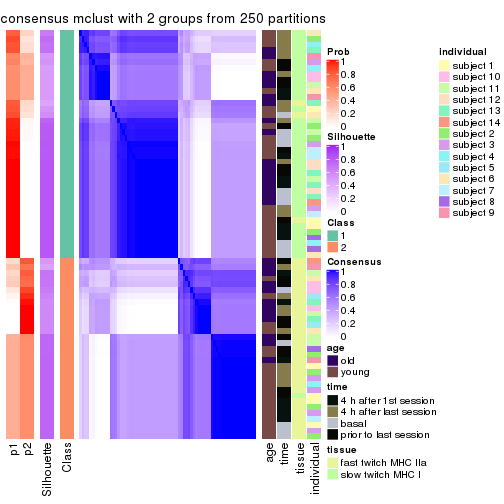 consensus mclust with 2 groups from 250 partitions
Prob
1
0.8
0.6
0.4
0.2
0
Silhouette
1
0.8
0.6
0.4
0.2
0
Class
1
2
Consensus
1
0.8
0.6
0.4
0.2
0
age
old
young
time
4 h after 1st session
4 h after last session
basal
prior to last session
tissue
fast twitch MHC IIa
slow twitch MHC I
individual
subject 1
subject 10
subject 11
subject 12
subject 13
subject 14
subject 2
subject 3
subject 4
subject 5
subject 6
subject 7
subject 8
subject 9
p1
p2
Silhouette
Class
age
time
tissue
individual